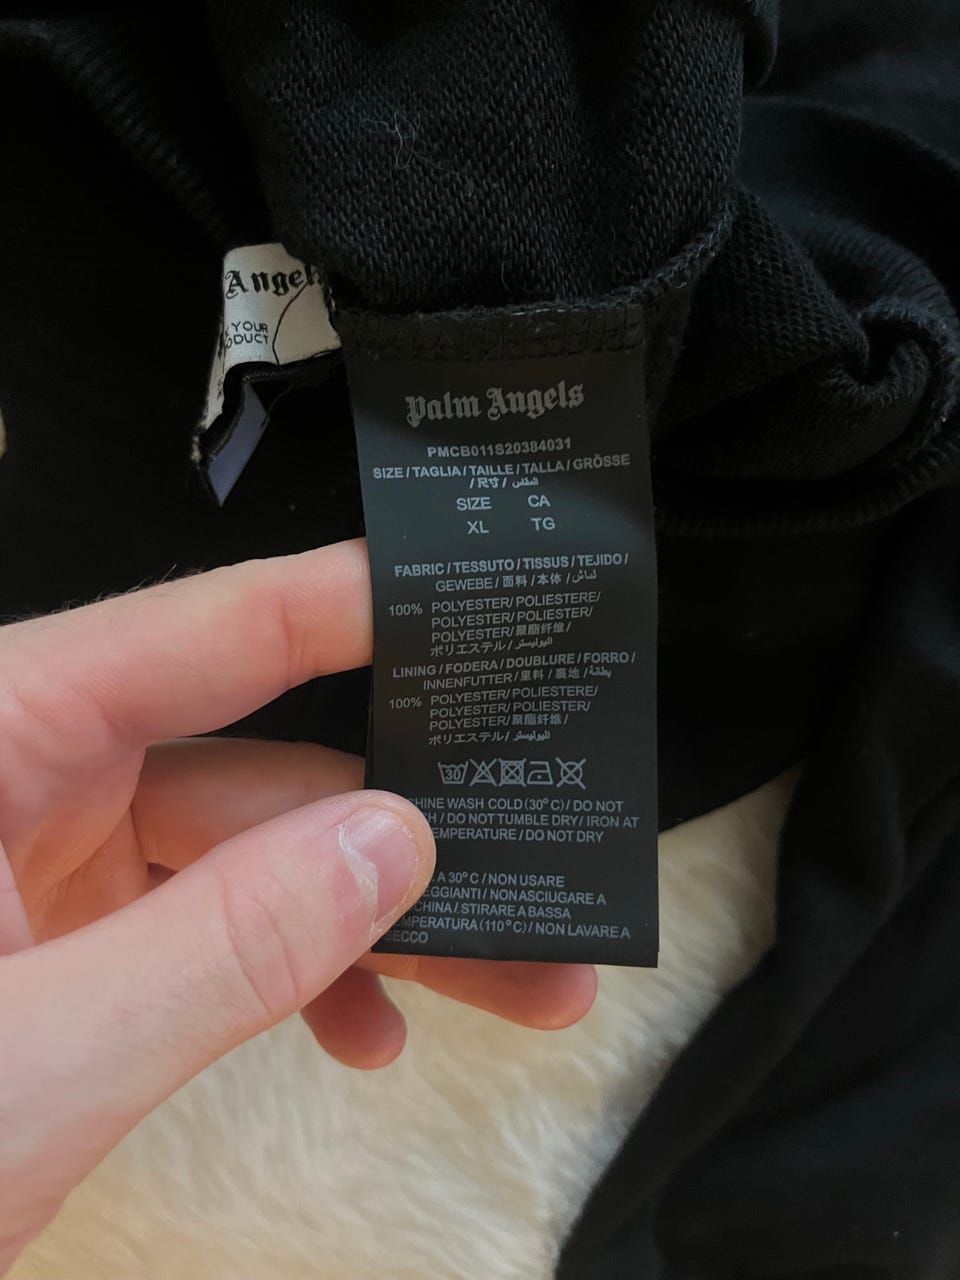 Angels
YOUR
Palm Angels
PMCB011S20384031
SIZE / TAGLIA / TAILLE / TALLA / GRÖSSE
/ 尺寸 / المقاس
SIZE CA
XL TG
FABRIC / TESSUTO / TISSUS / TEJIDO /
GEWEBE / 面料 / 本体 / قماش
100% POLYESTER/ POLIESTERE/
POLYESTER/ POLIESTER/
POLYESTER/聚酯纤维/
ポリエステル / البوليستر
LINING / FODERA / DOUBLURE / FORRO /
INNENFUTTER / 里料 / 裏地 / بطانة
100% POLYESTER/ POLIESTERE/
POLYESTER/ POLIESTER/
POLYESTER/聚酯纤维/
ポリエステル/ البوليستر
30
HINE WASH COLD(30°C)/ DO NOT
H / DO NOT TUMBLE DRY/ IRON AT
EMPERATURE / DO NOT DRY
A 30°C / NON USARE
EGGIANTI / NON ASCIUGARE A
CHINA / STIRARE A BASSA
EMPERATURA (110°C) / NON LAVARE A
SECCO